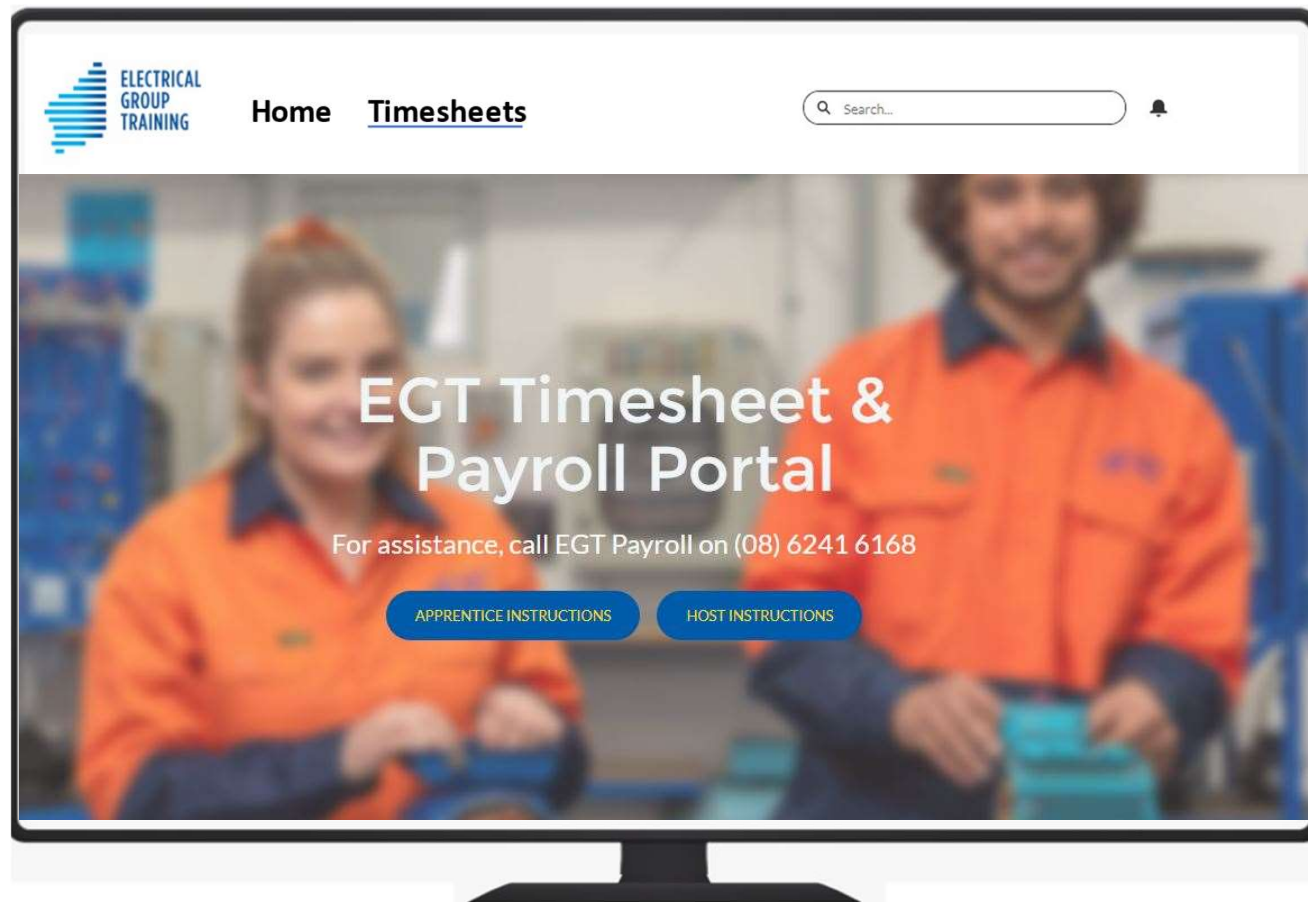 ELECTRICAL
GROUP
TRAINING
Home Timesheets
Search...
EGT Timesheet &
Payroll Portal
For assistance, call EGT Payroll on (08) 6241 6168
APPRENTICE INSTRUCTIONS HOST INSTRUCTIONS